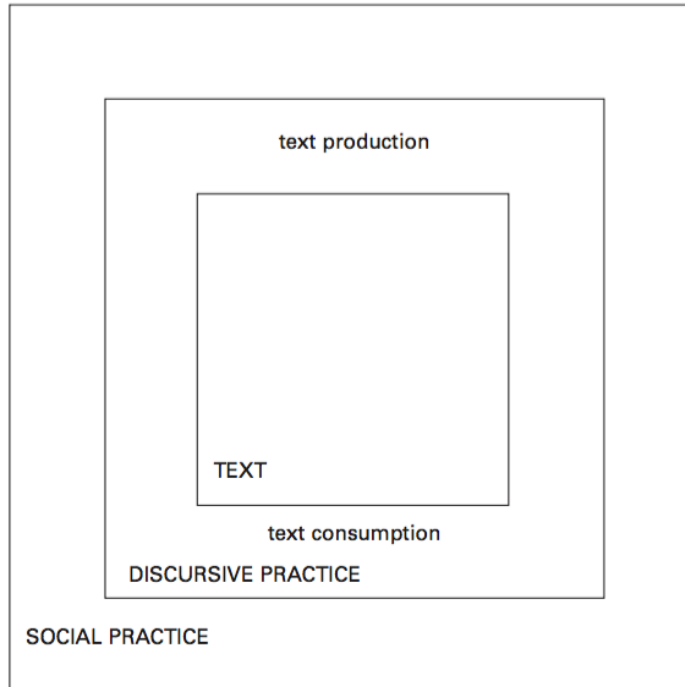 text production
TEXT
text consumption
DISCURSIVE PRACTICE
SOCIAL PRACTICE